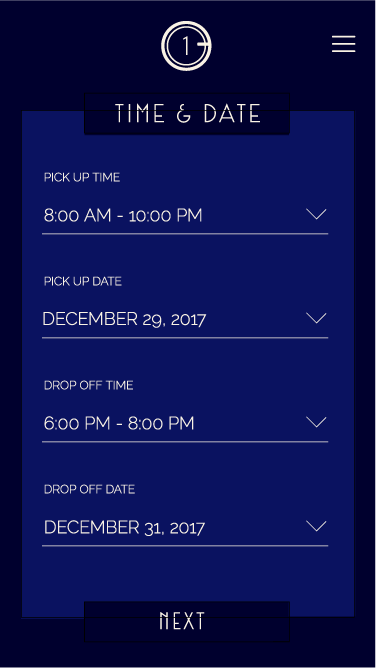 1
TIME & DATE
PICK UP TIME
8:00 AM - 10:00 PM
PICK UP DATE
DECEMBER 29, 2017
DROP OFF TIME
6:00 PM - 8:00 PM
DROP OFF DATE
DECEMBER 31, 2017
NEXT